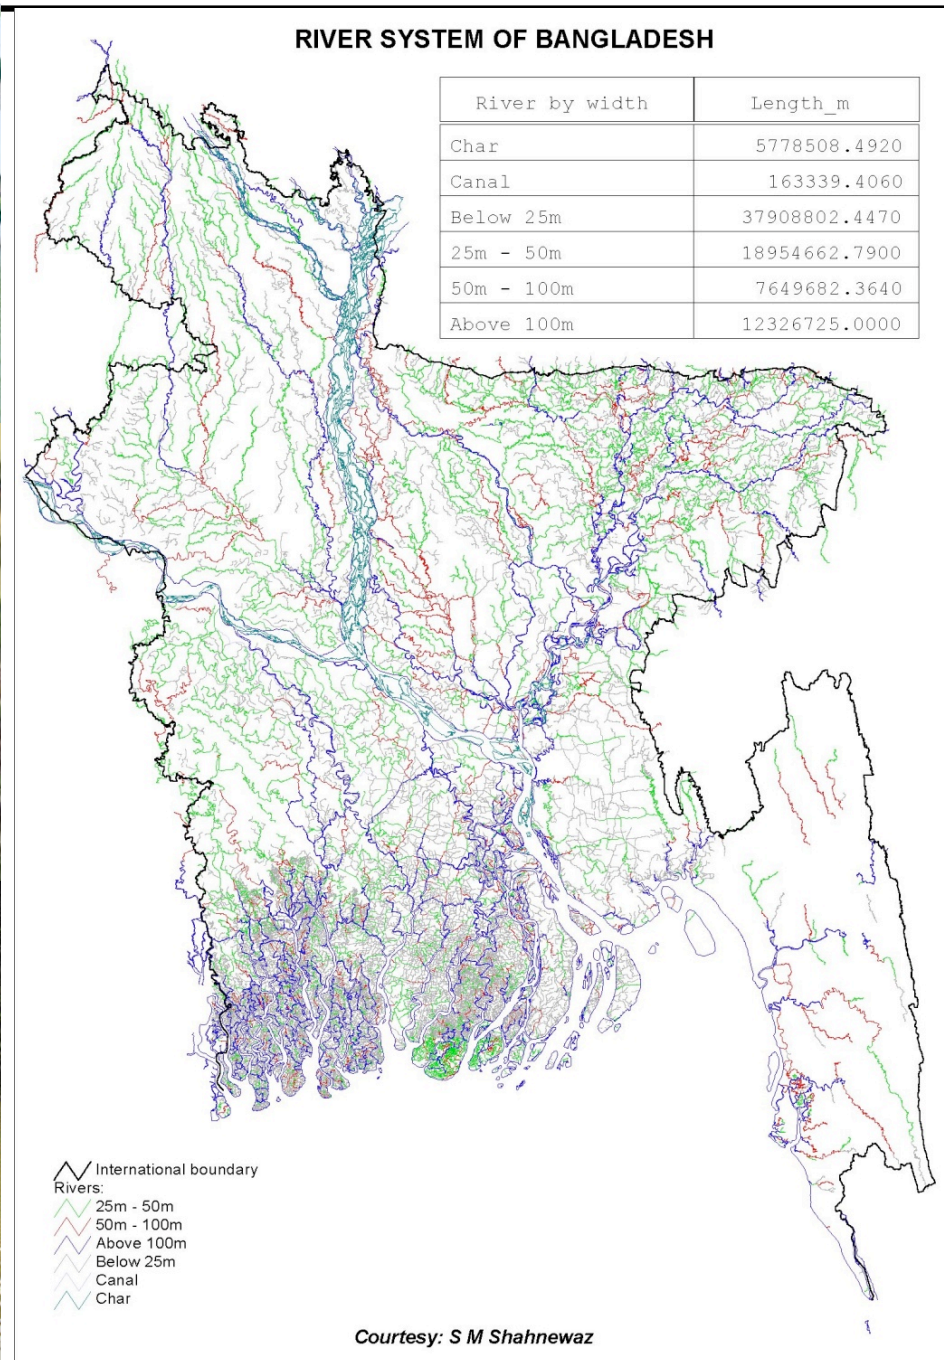 RIVER SYSTEM OF BANGLADESH
River by width Length_m
Char 5778508.4920
Canal 163339.4060
Below 25m 37908802.4470
25m - 50m 18954662.7900
50m - 100m 7649682.3640
Above 100m 12326725.0000
International boundary
Rivers:
25m - 50m
50m - 100m
Above 100m
Below 25m
Canal
Char
Courtesy: S M Shahnewaz